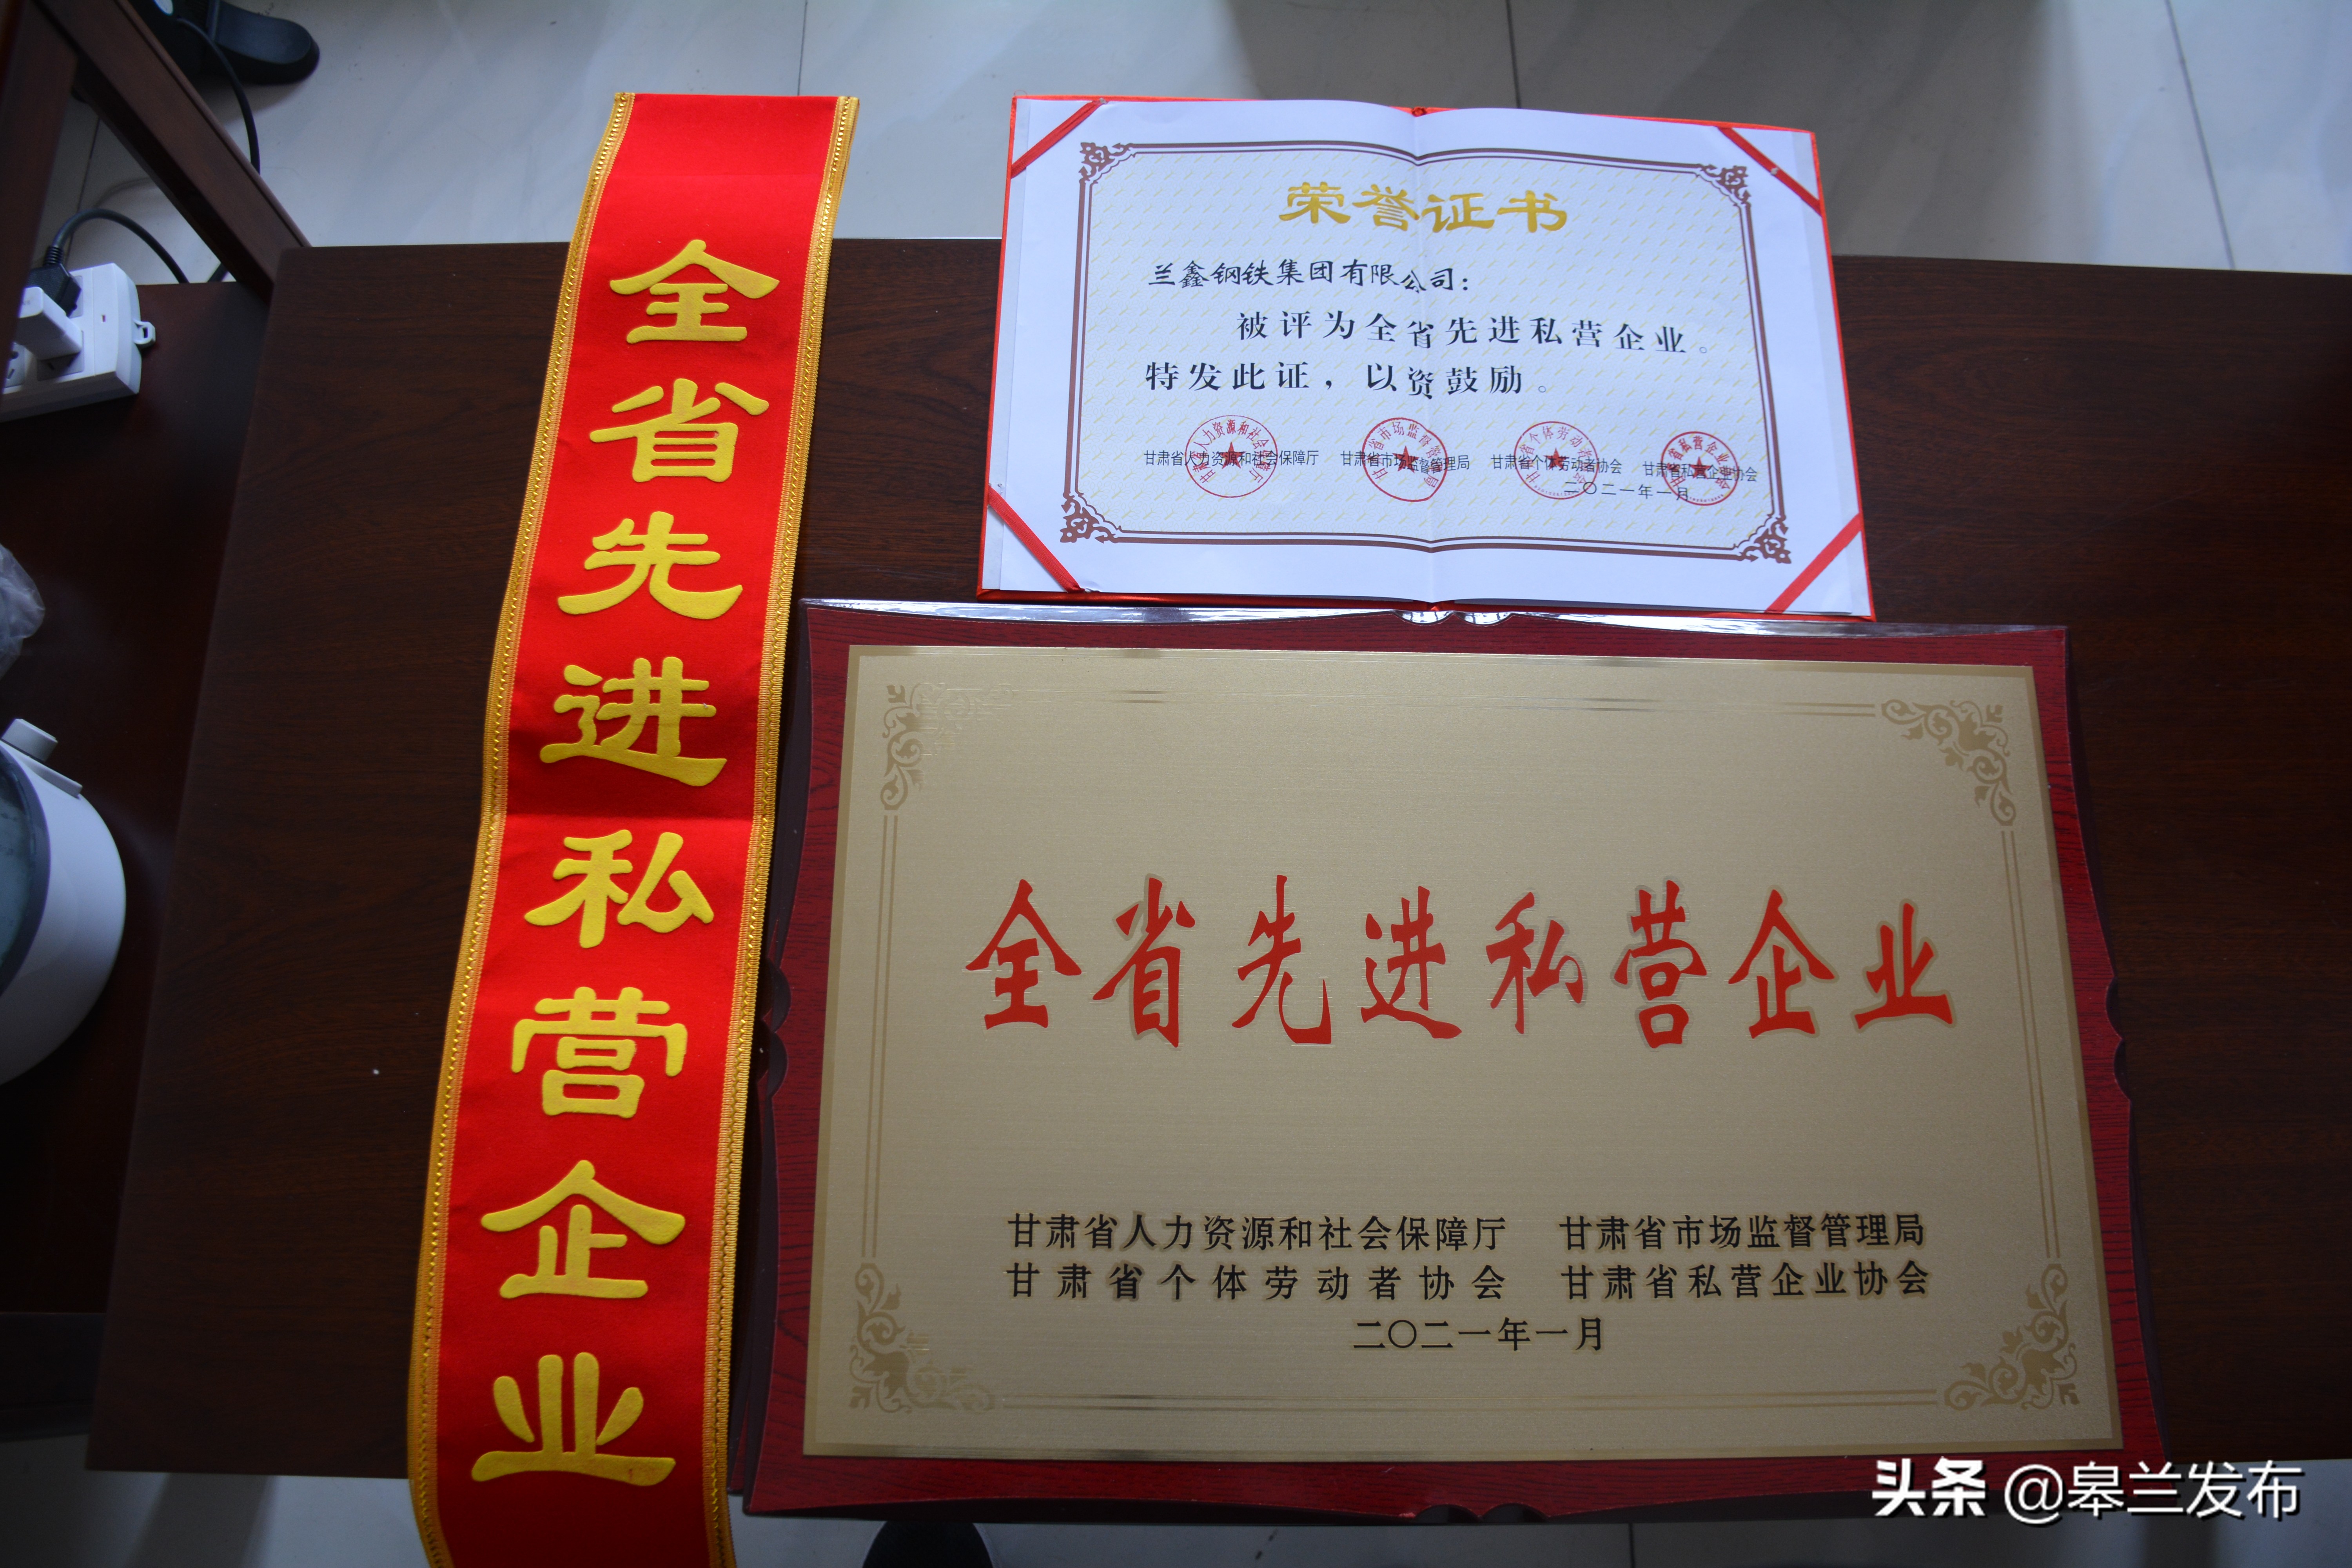 全省先进私营企业
荣誉证书
兰鑫钢铁集团有限公司：
被评为全省先进私营企业。
特发此证，以资鼓励。
甘肃省人力资源和社会保障厅 甘肃省市场监督管理局 甘肃省个体劳动者协会 甘肃省私营企业协会
二〇二一年一月
全省先进私营企业
甘肃省人力资源和社会保障厅 甘肃省市场监督管理局
甘肃省个体劳动者协会 甘肃省私营企业协会
二〇二一年一月
头条 @皋兰发布